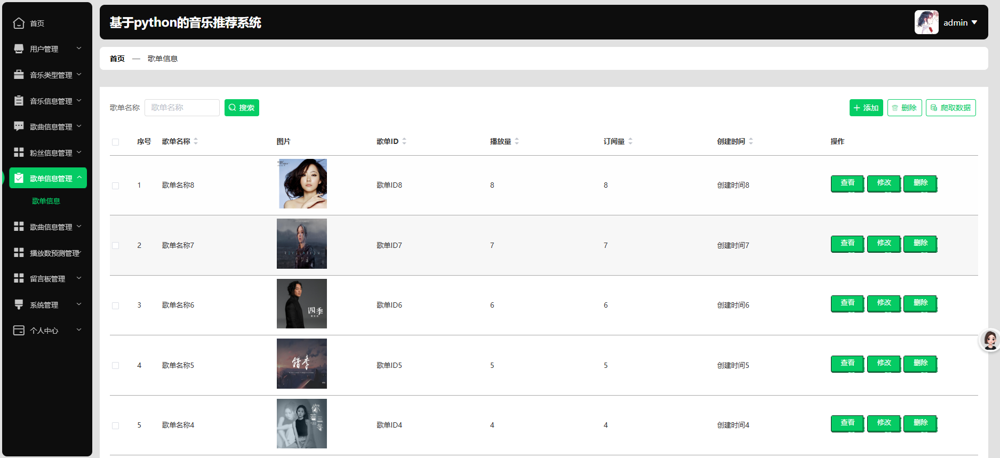 基于python的音乐推荐系统
admin
首页
用户管理
音乐类型管理
音乐信息管理
歌曲信息管理
粉丝信息管理
歌单信息管理
歌单信息
歌曲信息管理
播放数预测管理
留言板管理
系统管理
个人中心
首页 — 歌单信息
歌单名称 歌单名称 搜索 添加 删除 爬取数据
序号 歌单名称 图片 歌单ID 播放量 订阅量 创建时间 操作
1 歌单名称8 歌单ID8 8 8 创建时间8 查看 修改 删除
2 歌单名称7 歌单ID7 7 7 创建时间7 查看 修改 删除
REVELATION
3 歌单名称6 歌单ID6 6 6 创建时间6 查看 修改 删除
四季
4 歌单名称5 歌单ID5 5 5 创建时间5 查看 修改 删除
错季
5 歌单名称4 歌单ID4 4 4 创建时间4 查看 修改 删除